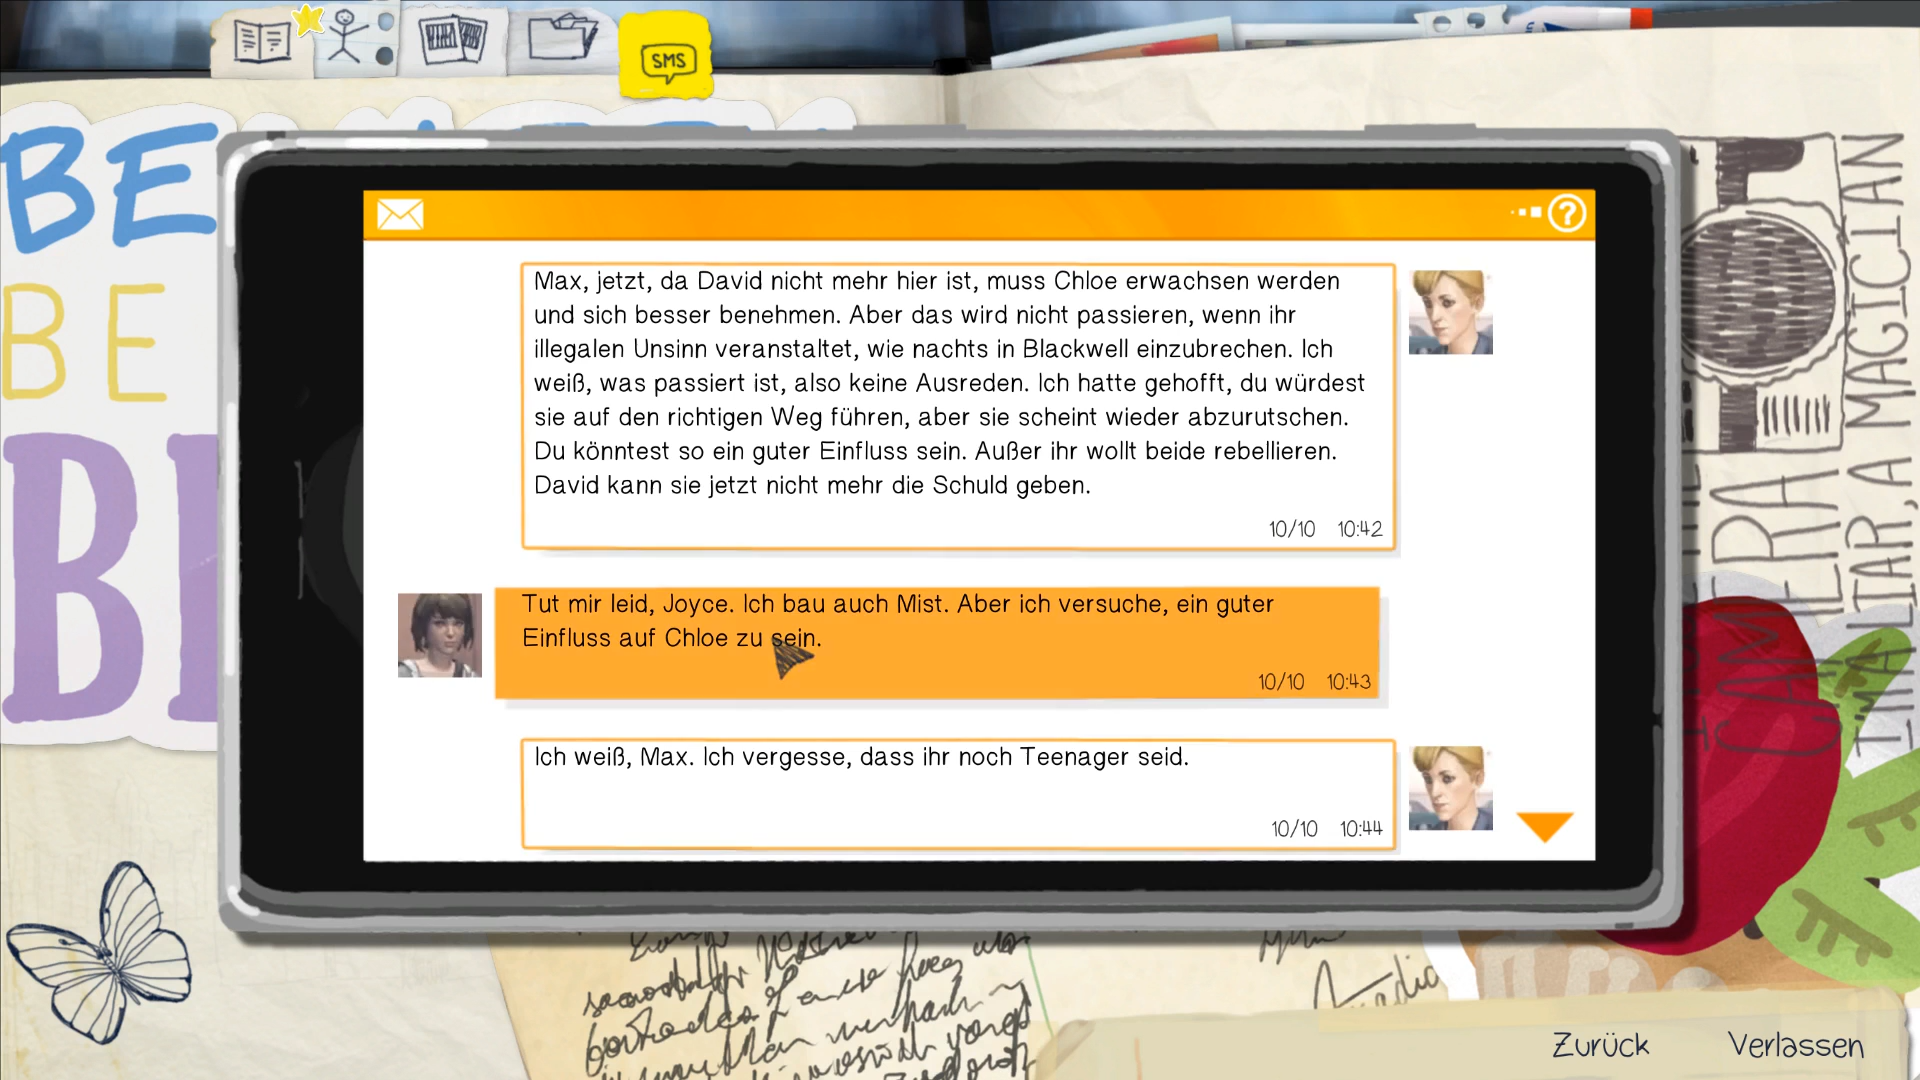 SMS
BE
BE
Max, jetzt, da David nicht mehr hier ist, muss Chloe erwachsen werden
und sich besser benehmen. Aber das wird nicht passieren, wenn ihr
illegalen Unsinn veranstaltet, wie nachts in Blackwell einzubrechen. Ich
weiß, was passiert ist, also keine Ausreden. Ich hatte gehofft, du würdest
sie auf den richtigen Weg führen, aber sie scheint wieder abzurutschen.
Du könntest so ein guter Einfluss sein. Außer ihr wollt beide rebellieren.
David kann sie jetzt nicht mehr die Schuld geben.
10/10 10:42
Tut mir leid, Joyce. Ich bau auch Mist. Aber ich versuche, ein guter
Einfluss auf Chloe zu sein.
10/10 10:43
Ich weiß, Max. Ich vergesse, dass ihr noch Teenager seid.
10/10 10:44
I'M A LIAR, A MAGICIAN
Zurück Verlassen